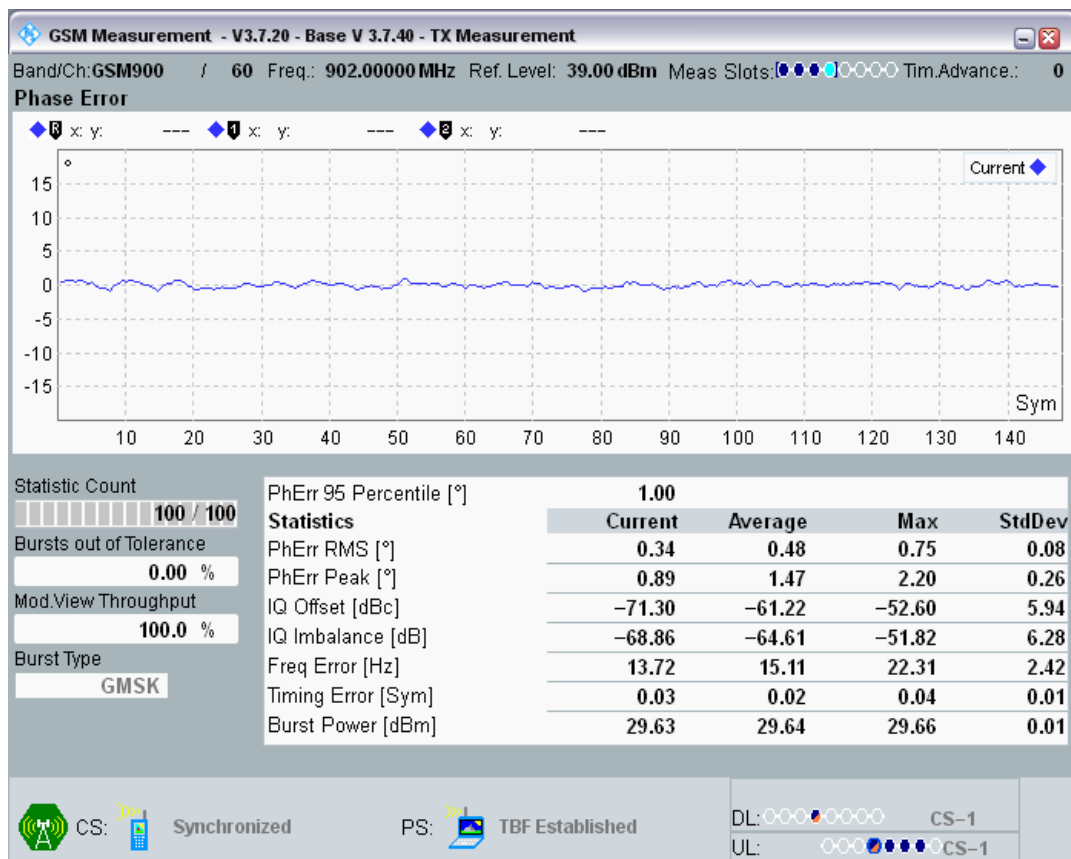 GSM Measurement - V3.7.20 - Base V 3.7.40 - TX Measurement
Band/Ch:GSM900 / 60 Freq.: 902.00000 MHz Ref. Level: 39.00 dBm Meas Slots: Tim.Advance.: 0
Phase Error
R x: y: --- 1 x: y: --- 2 x: y: ---
°
Current
15
10
5
0
-5
-10
-15
Sym
10 20 30 40 50 60 70 80 90 100 110 120 130 140
Statistic Count
100 / 100
Bursts out of Tolerance
0.00 %
Mod.View Throughput
100.0 %
Burst Type
GMSK
PhErr 95 Percentile [°] 1.00
Statistics Current Average Max StdDev
PhErr RMS [°] 0.34 0.48 0.75 0.08
PhErr Peak [°] 0.89 1.47 2.20 0.26
IQ Offset [dBc] −71.30 −61.22 −52.60 5.94
IQ Imbalance [dB] −68.86 −64.61 −51.82 6.28
Freq Error [Hz] 13.72 15.11 22.31 2.42
Timing Error [Sym] 0.03 0.02 0.04 0.01
Burst Power [dBm] 29.63 29.64 29.66 0.01
CS: Synchronized PS: TBF Established
DL: CS−1
UL: CS−1